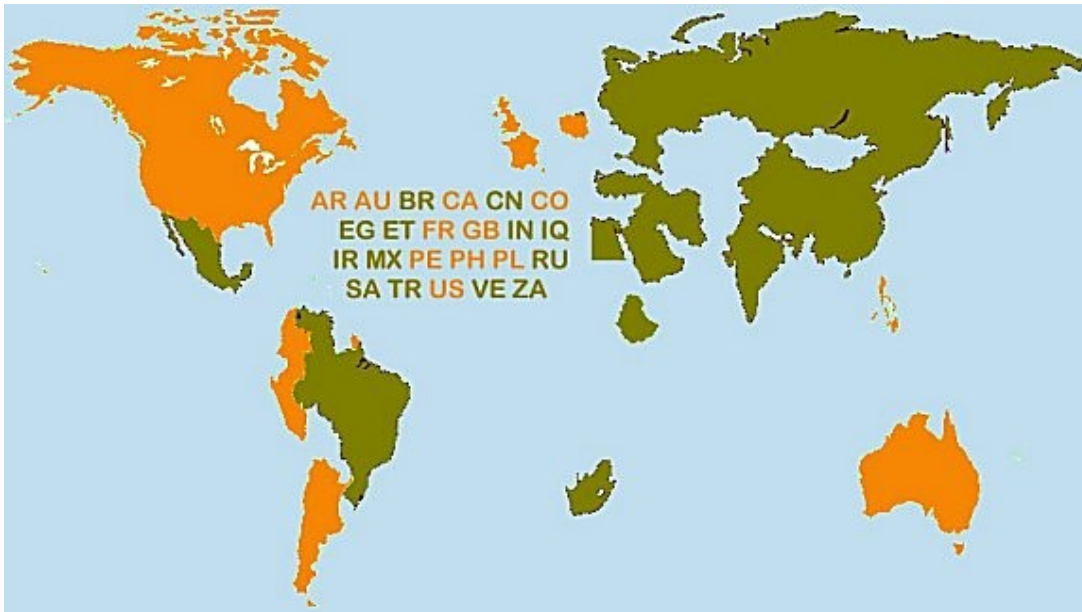 AR AU BR CA CN CO
EG ET FR GB IN IQ
IR MX PE PH PL RU
SA TR US VE ZA